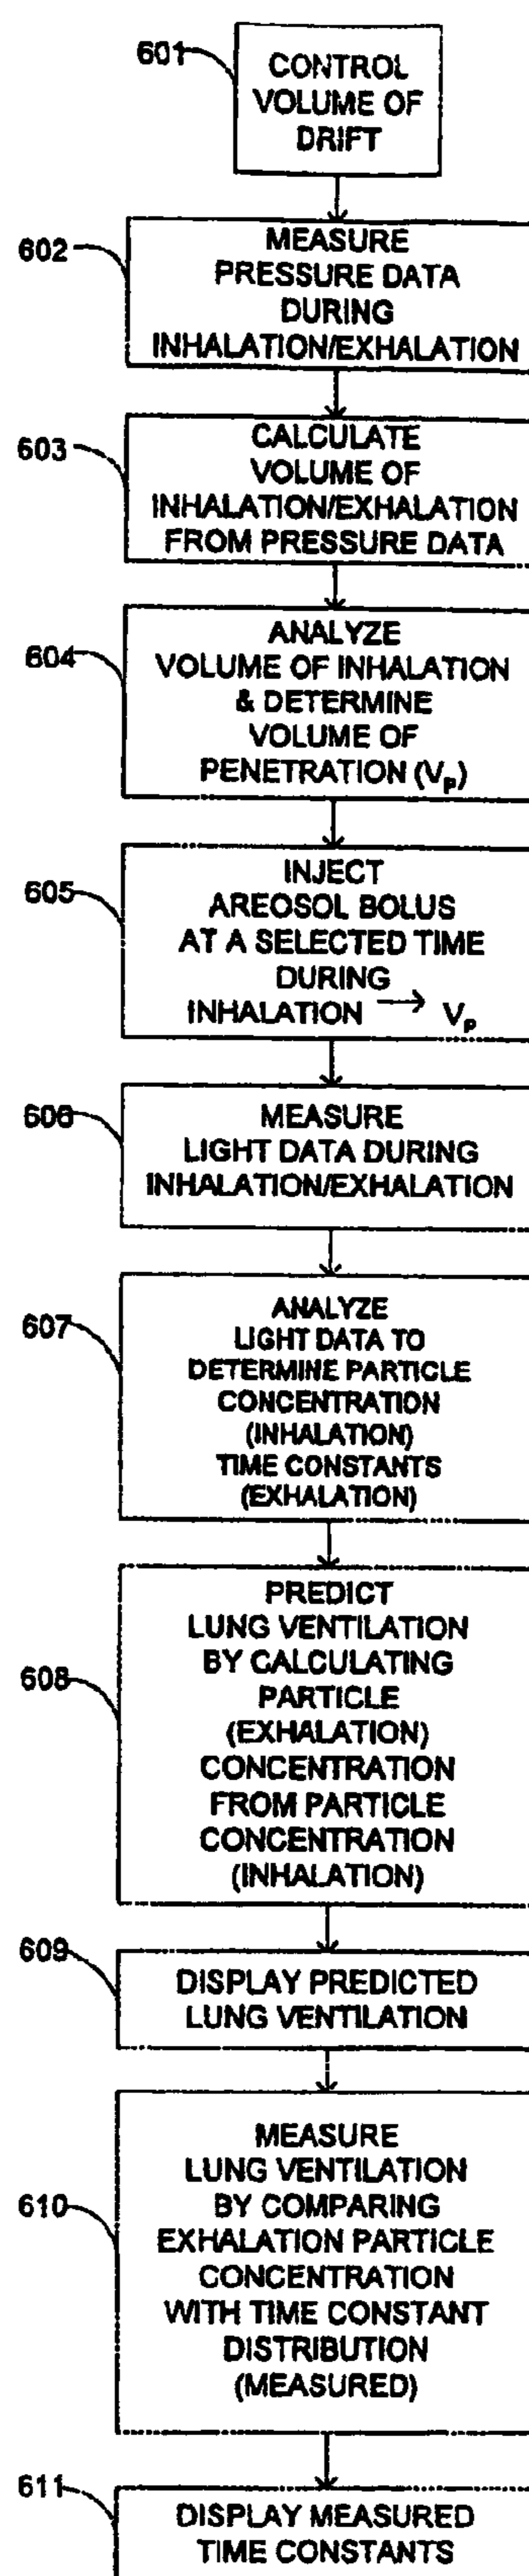 601
CONTROL
VOLUME OF
DRIFT
602
MEASURE
PRESSURE DATA
DURING
INHALATION/EXHALATION
603
CALCULATE
VOLUME OF
INHALATION/EXHALATION
FROM PRESSURE DATA
604
ANALYZE
VOLUME OF INHALATION
& DETERMINE
VOLUME OF
PENETRATION (Vp)
605
INJECT
AREOSOL BOLUS
AT A SELECTED TIME
DURING
INHALATION → Vp
606
MEASURE
LIGHT DATA DURING
INHALATION/EXHALATION
607
ANALYZE
LIGHT DATA TO
DETERMINE PARTICLE
CONCENTRATION
(INHALATION)
TIME CONSTANTS
(EXHALATION)
608
PREDICT
LUNG VENTILATION
BY CALCULATING
PARTICLE
(EXHALATION)
CONCENTRATION
FROM PARTICLE
CONCENTRATION
(INHALATION)
609
DISPLAY PREDICTED
LUNG VENTILATION
610
MEASURE
LUNG VENTILATION
BY COMPARING
EXHALATION PARTICLE
CONCENTRATION
WITH TIME CONSTANT
DISTRIBUTION
(MEASURED)
611
DISPLAY MEASURED
TIME CONSTANTS